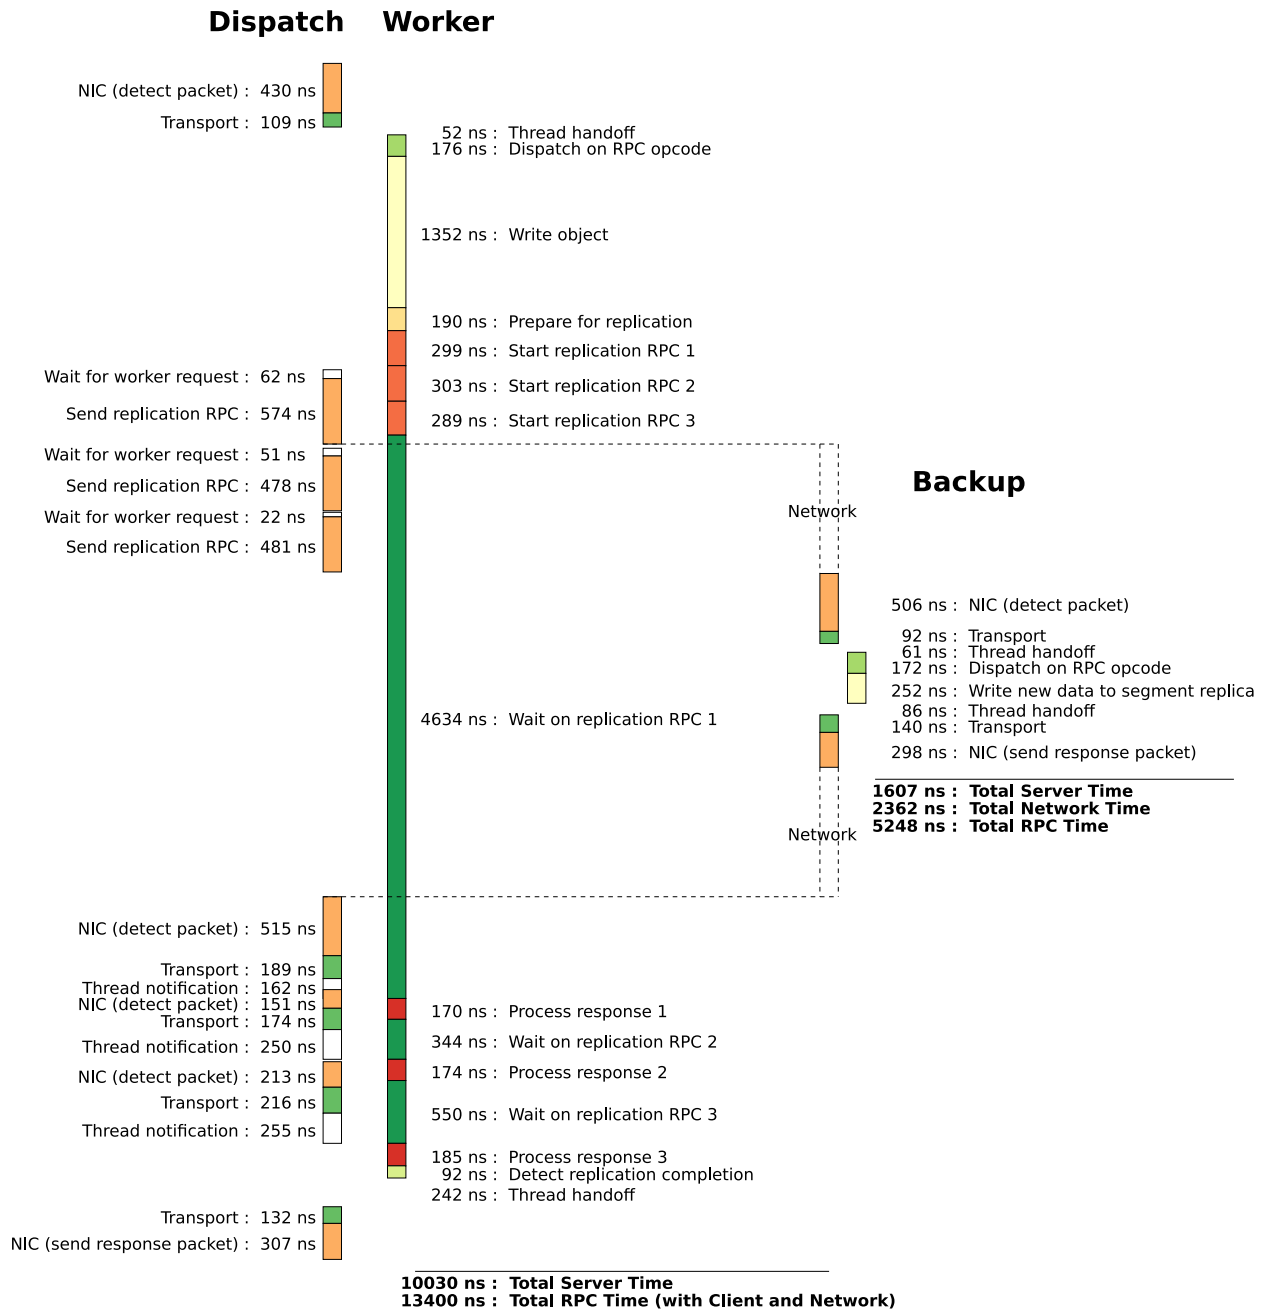 Dispatch Worker
NIC (detect packet) : 430 ns
Transport : 109 ns
52 ns : Thread handoff
176 ns : Dispatch on RPC opcode
1352 ns : Write object
190 ns : Prepare for replication
299 ns : Start replication RPC 1
Wait for worker request : 62 ns
303 ns : Start replication RPC 2
Send replication RPC : 574 ns
289 ns : Start replication RPC 3
Wait for worker request : 51 ns
Backup
Send replication RPC : 478 ns
Network
Wait for worker request : 22 ns
Send replication RPC : 481 ns
506 ns : NIC (detect packet)
92 ns : Transport
61 ns : Thread handoff
172 ns : Dispatch on RPC opcode
252 ns : Write new data to segment replica
86 ns : Thread handoff
4634 ns : Wait on replication RPC 1
140 ns : Transport
298 ns : NIC (send response packet)
1607 ns : Total Server Time
2362 ns : Total Network Time
5248 ns : Total RPC Time
Network
NIC (detect packet) : 515 ns
Transport : 189 ns
Thread notification : 162 ns
NIC (detect packet) : 151 ns
170 ns : Process response 1
Transport : 174 ns
344 ns : Wait on replication RPC 2
Thread notification : 250 ns
174 ns : Process response 2
NIC (detect packet) : 213 ns
Transport : 216 ns
550 ns : Wait on replication RPC 3
Thread notification : 255 ns
185 ns : Process response 3
92 ns : Detect replication completion
242 ns : Thread handoff
Transport : 132 ns
NIC (send response packet) : 307 ns
10030 ns : Total Server Time
13400 ns : Total RPC Time (with Client and Network)